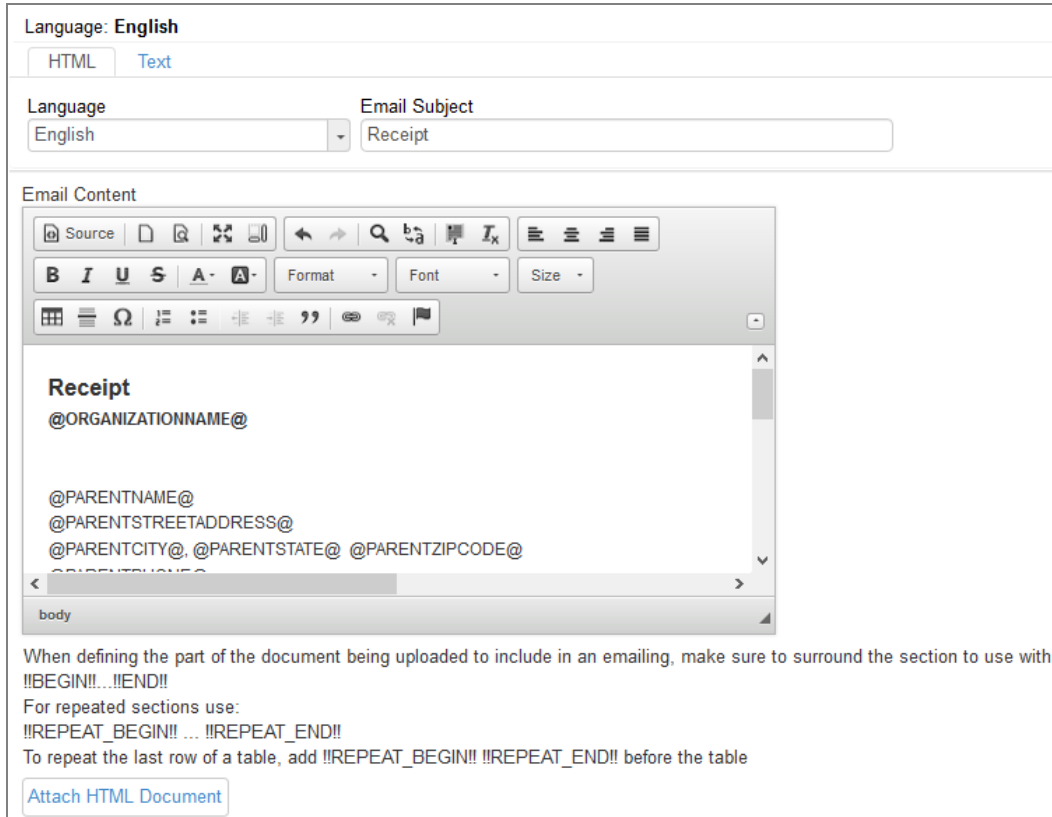 Language: English
HTML Text
Language Email Subject
English Receipt
Email Content
Source
B I U S A A Format Font Size
Receipt
@ORGANIZATIONNAME@
@PARENTNAME@
@PARENTSTREETADDRESS@
@PARENTCITY@, @PARENTSTATE@ @PARENTZIPCODE@
body
When defining the part of the document being uploaded to include in an emailing, make sure to surround the section to use with
!!BEGIN!!...!!END!!
For repeated sections use:
!!REPEAT_BEGIN!! ... !!REPEAT_END!!
To repeat the last row of a table, add !!REPEAT_BEGIN!! !!REPEAT_END!! before the table
Attach HTML Document